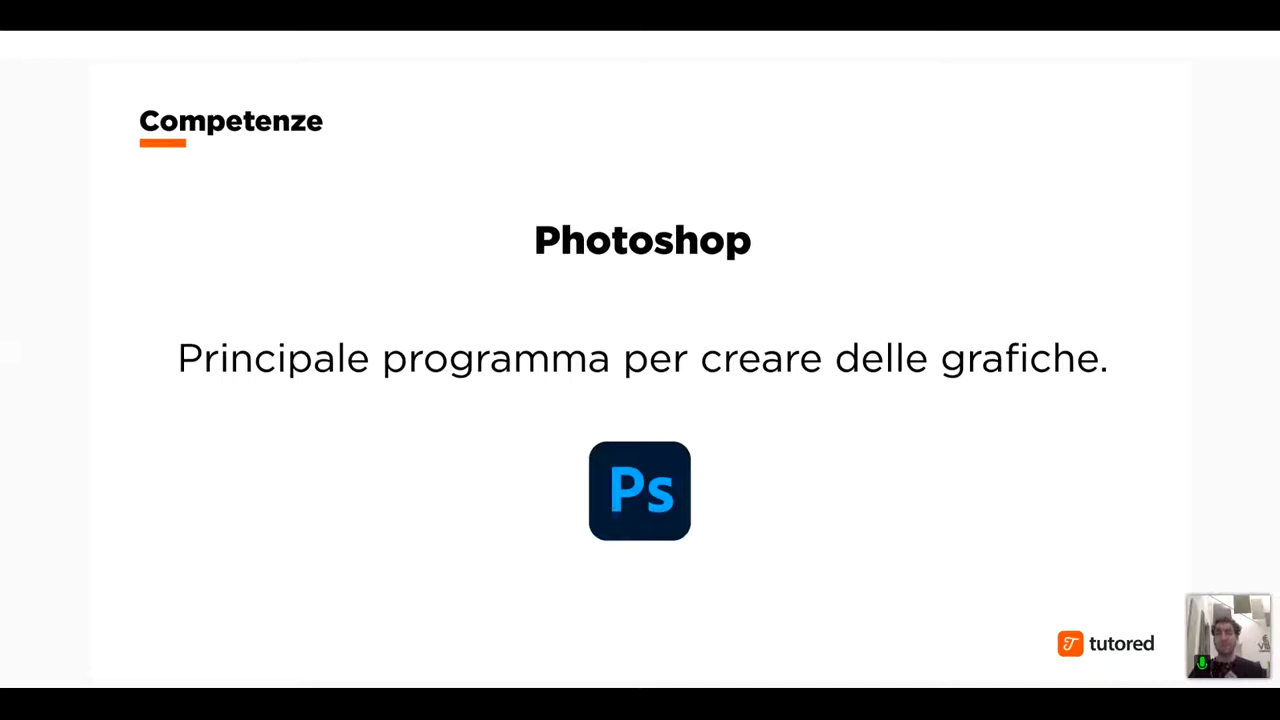 Competenze
Photoshop
Principale programma per creare delle grafiche.
Ps
tutored